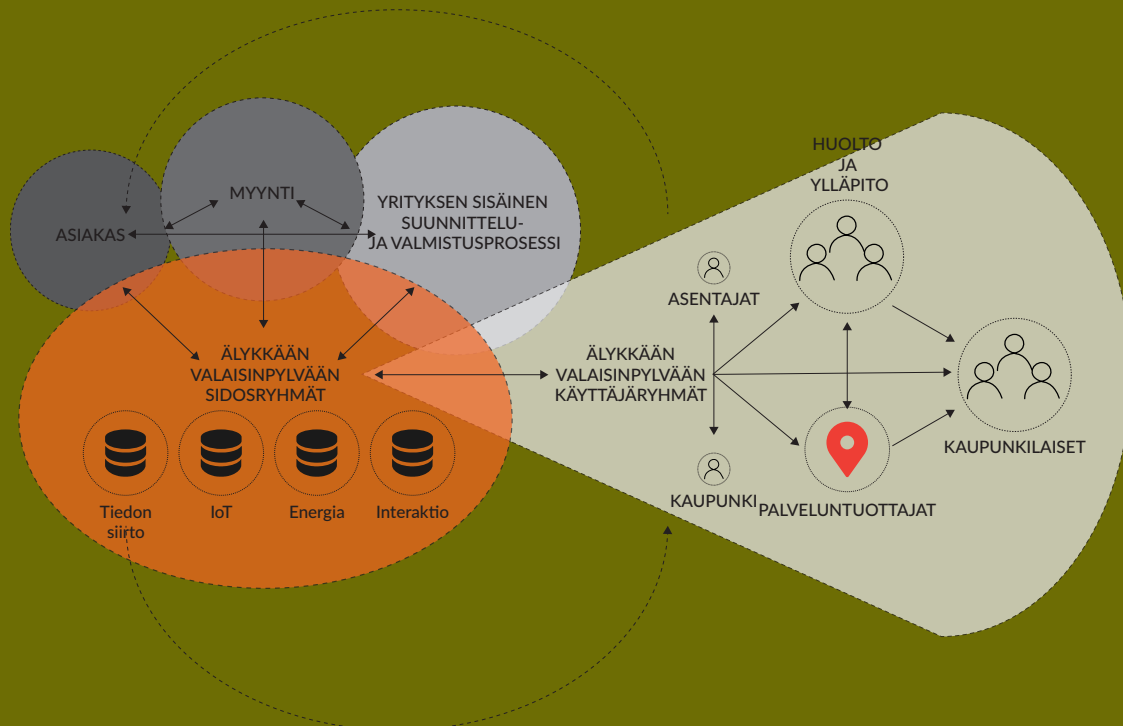 ASIAKAS
MYYNTI
YRITYKSEN SISÄINEN
SUUNNITTELU-
JA VALMISTUSPROSESSI
ÄLYKKÄÄN
VALAISINPYLVÄÄN
SIDOSRYHMÄT
Tiedon
siirto
IoT
Energia
Interaktio
ÄLYKKÄÄN
VALAISINPYLVÄÄN
KÄYTTÄJÄRYHMÄT
ASENTAJAT
KAUPUNKI
HUOLTO
JA
YLLÄPITO
PALVELUNTUOTTAJAT
KAUPUNKILAISET